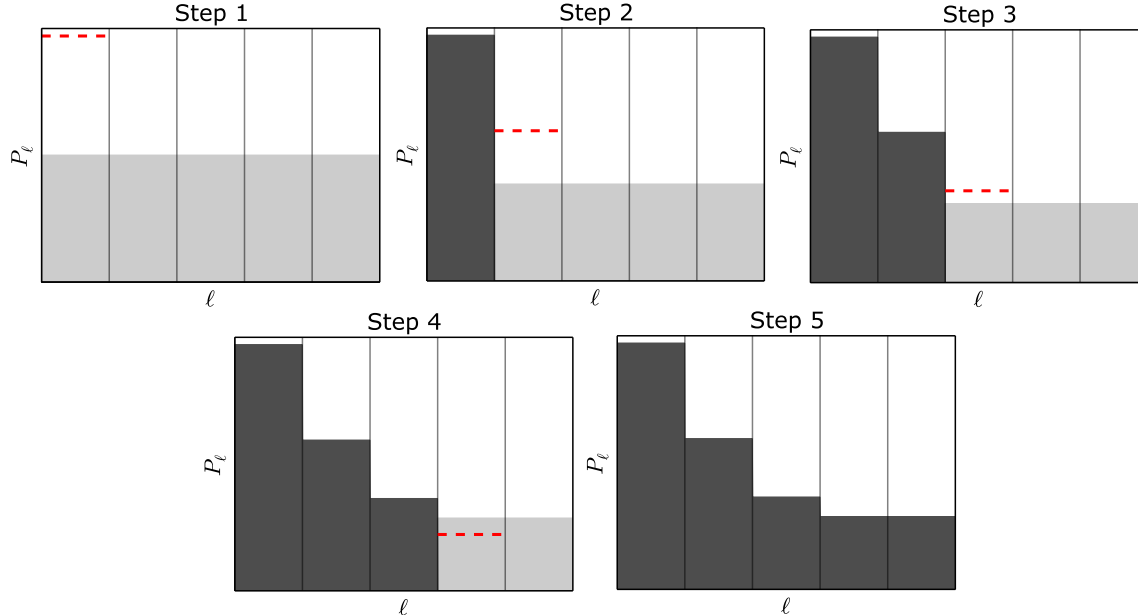 Step 1
Step 2
Step 3
P_ℓ
P_ℓ
P_ℓ
ℓ
ℓ
ℓ
Step 4
Step 5
P_ℓ
P_ℓ
ℓ
ℓ